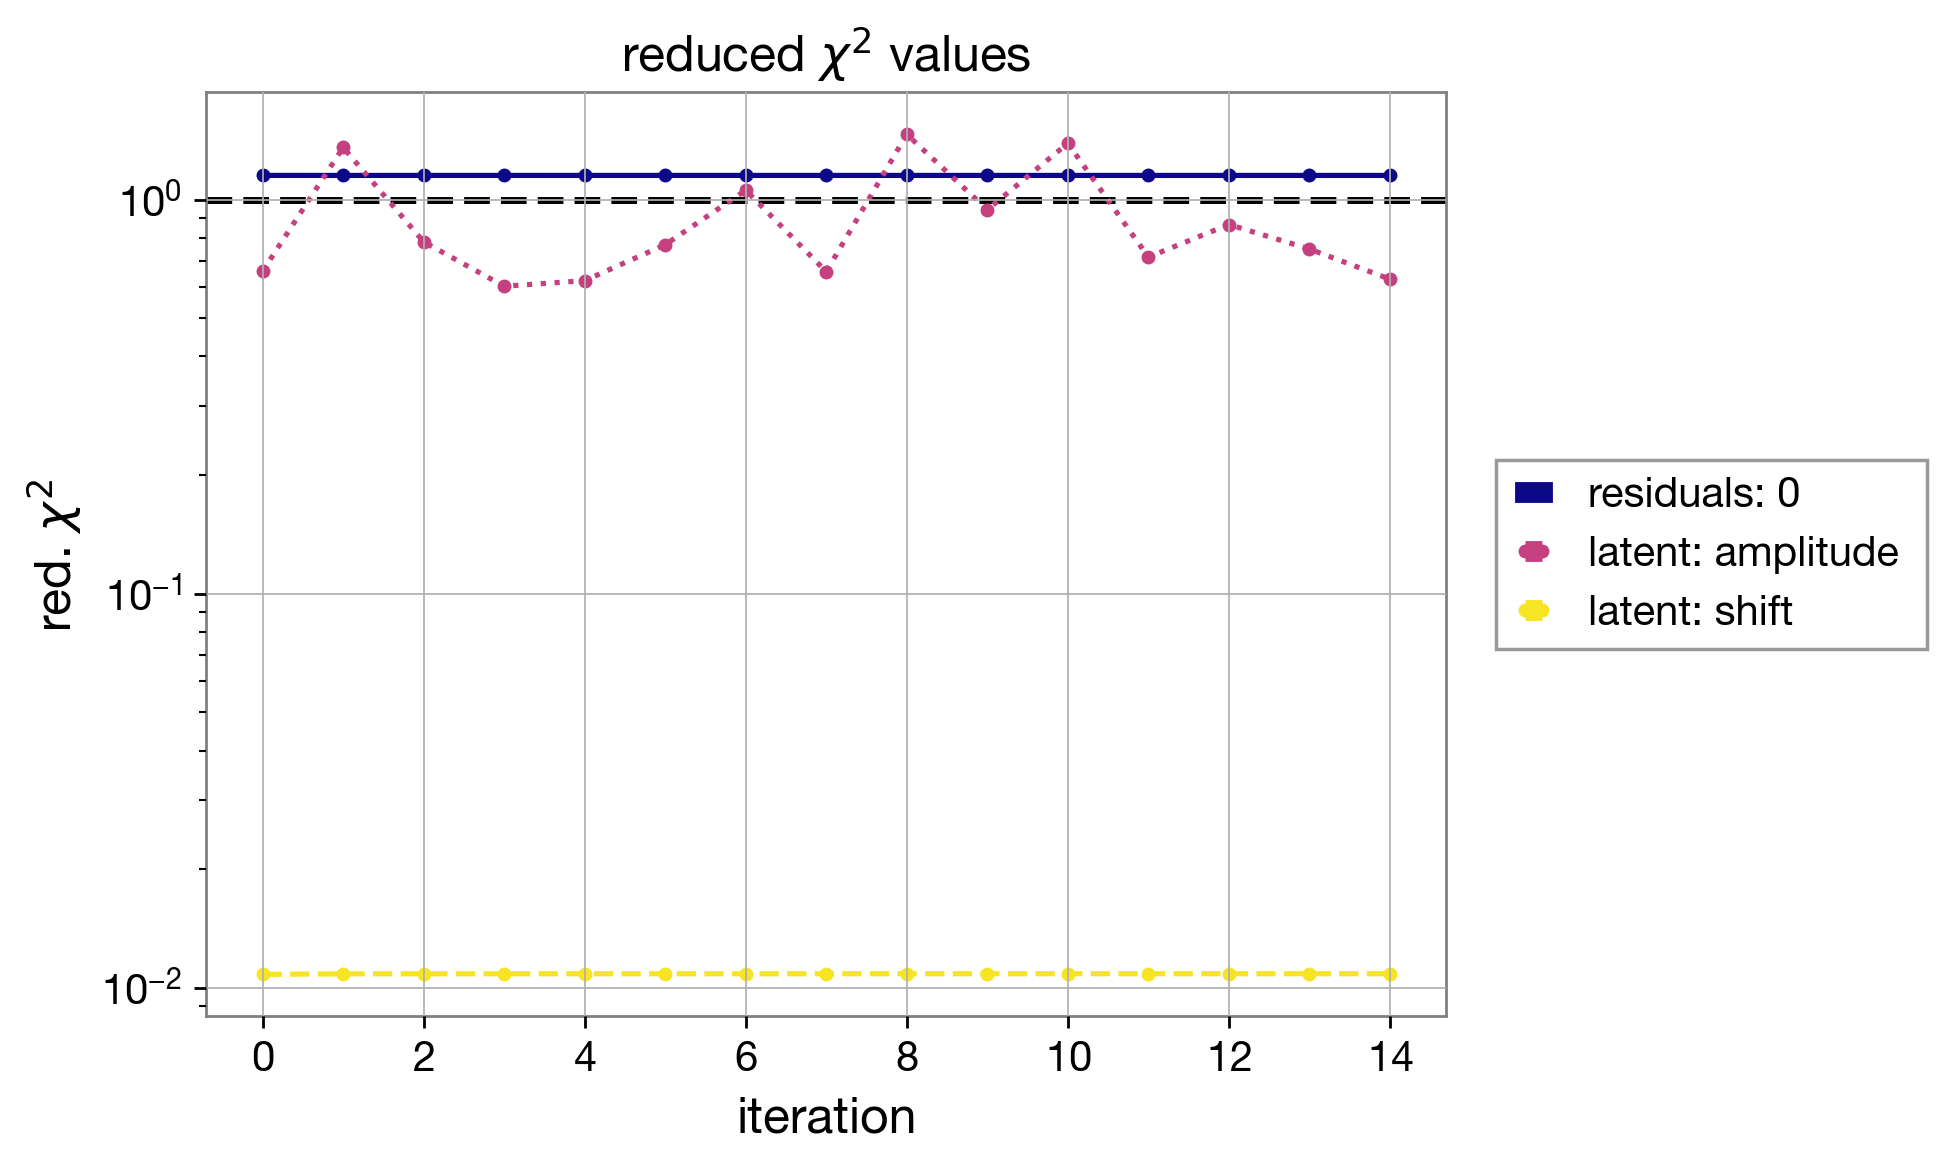 reduced χ² values
red. χ²
10⁰
10⁻¹
10⁻²
0 2 4 6 8 10 12 14
iteration
residuals: 0
latent: amplitude
latent: shift